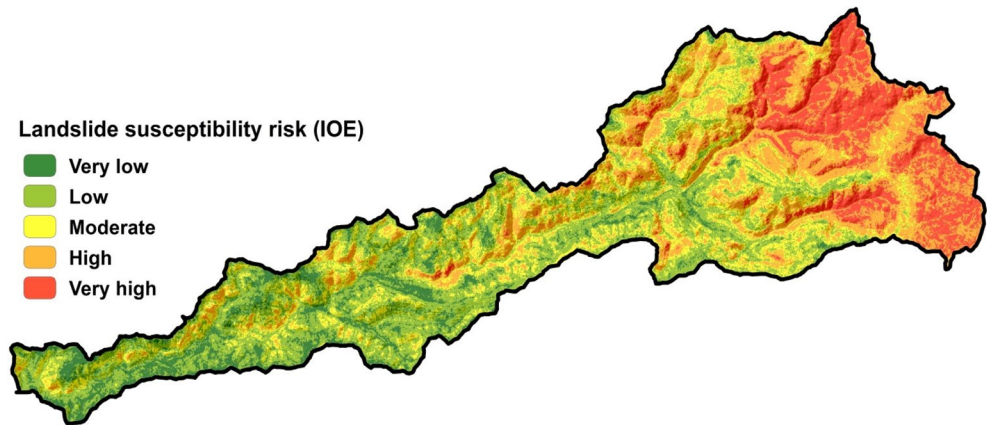 Landslide susceptibility risk (IOE)
Very low
Low
Moderate
High
Very high